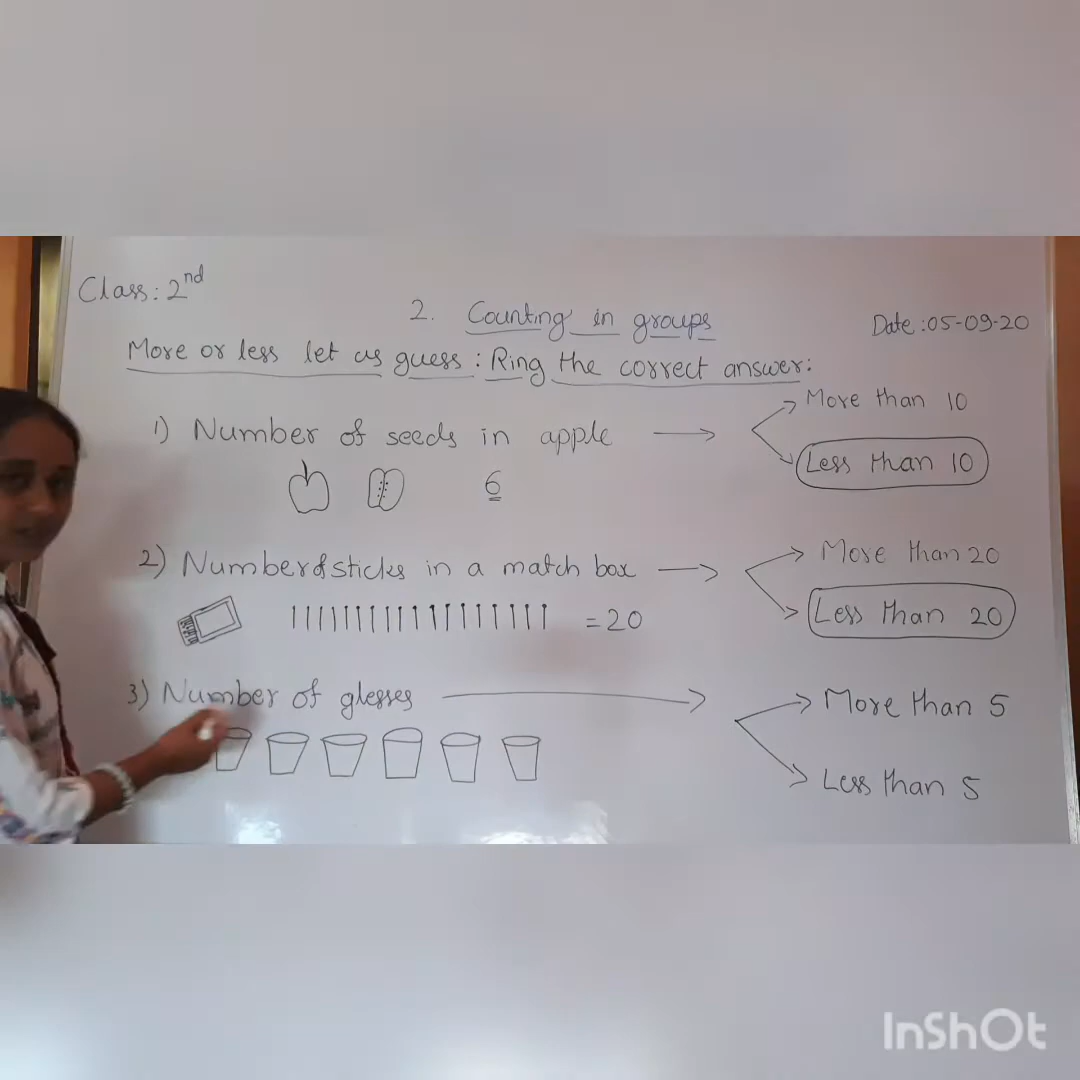 Class: 2nd
2. Counting in groups
Date: 05-09-20
More or less let us guess: Ring the correct answer:
1) Number of seeds in apple
More than 10
Less than 10
6
2) Number of sticks in a match box
More than 20
Less than 20
= 20
3) Number of glesses
More than 5
Less than 5
InShOt